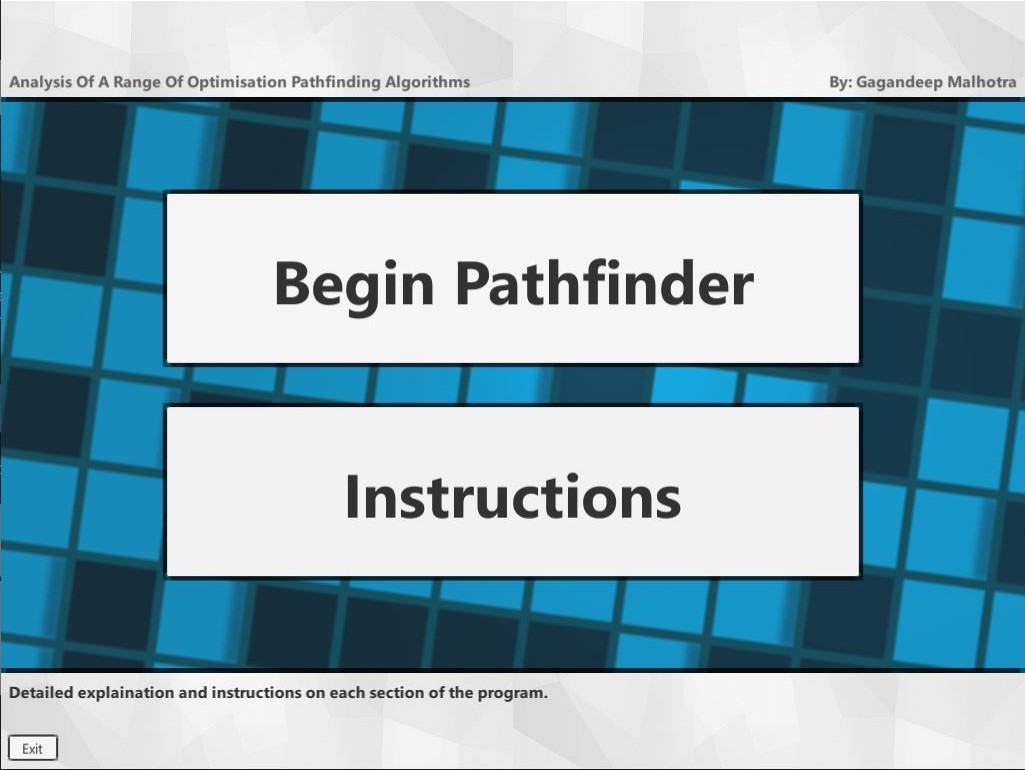 Analysis Of A Range Of Optimisation Pathfinding Algorithms
By: Gagandeep Malhotra
Begin Pathfinder
Instructions
Detailed explaination and instructions on each section of the program.
Exit